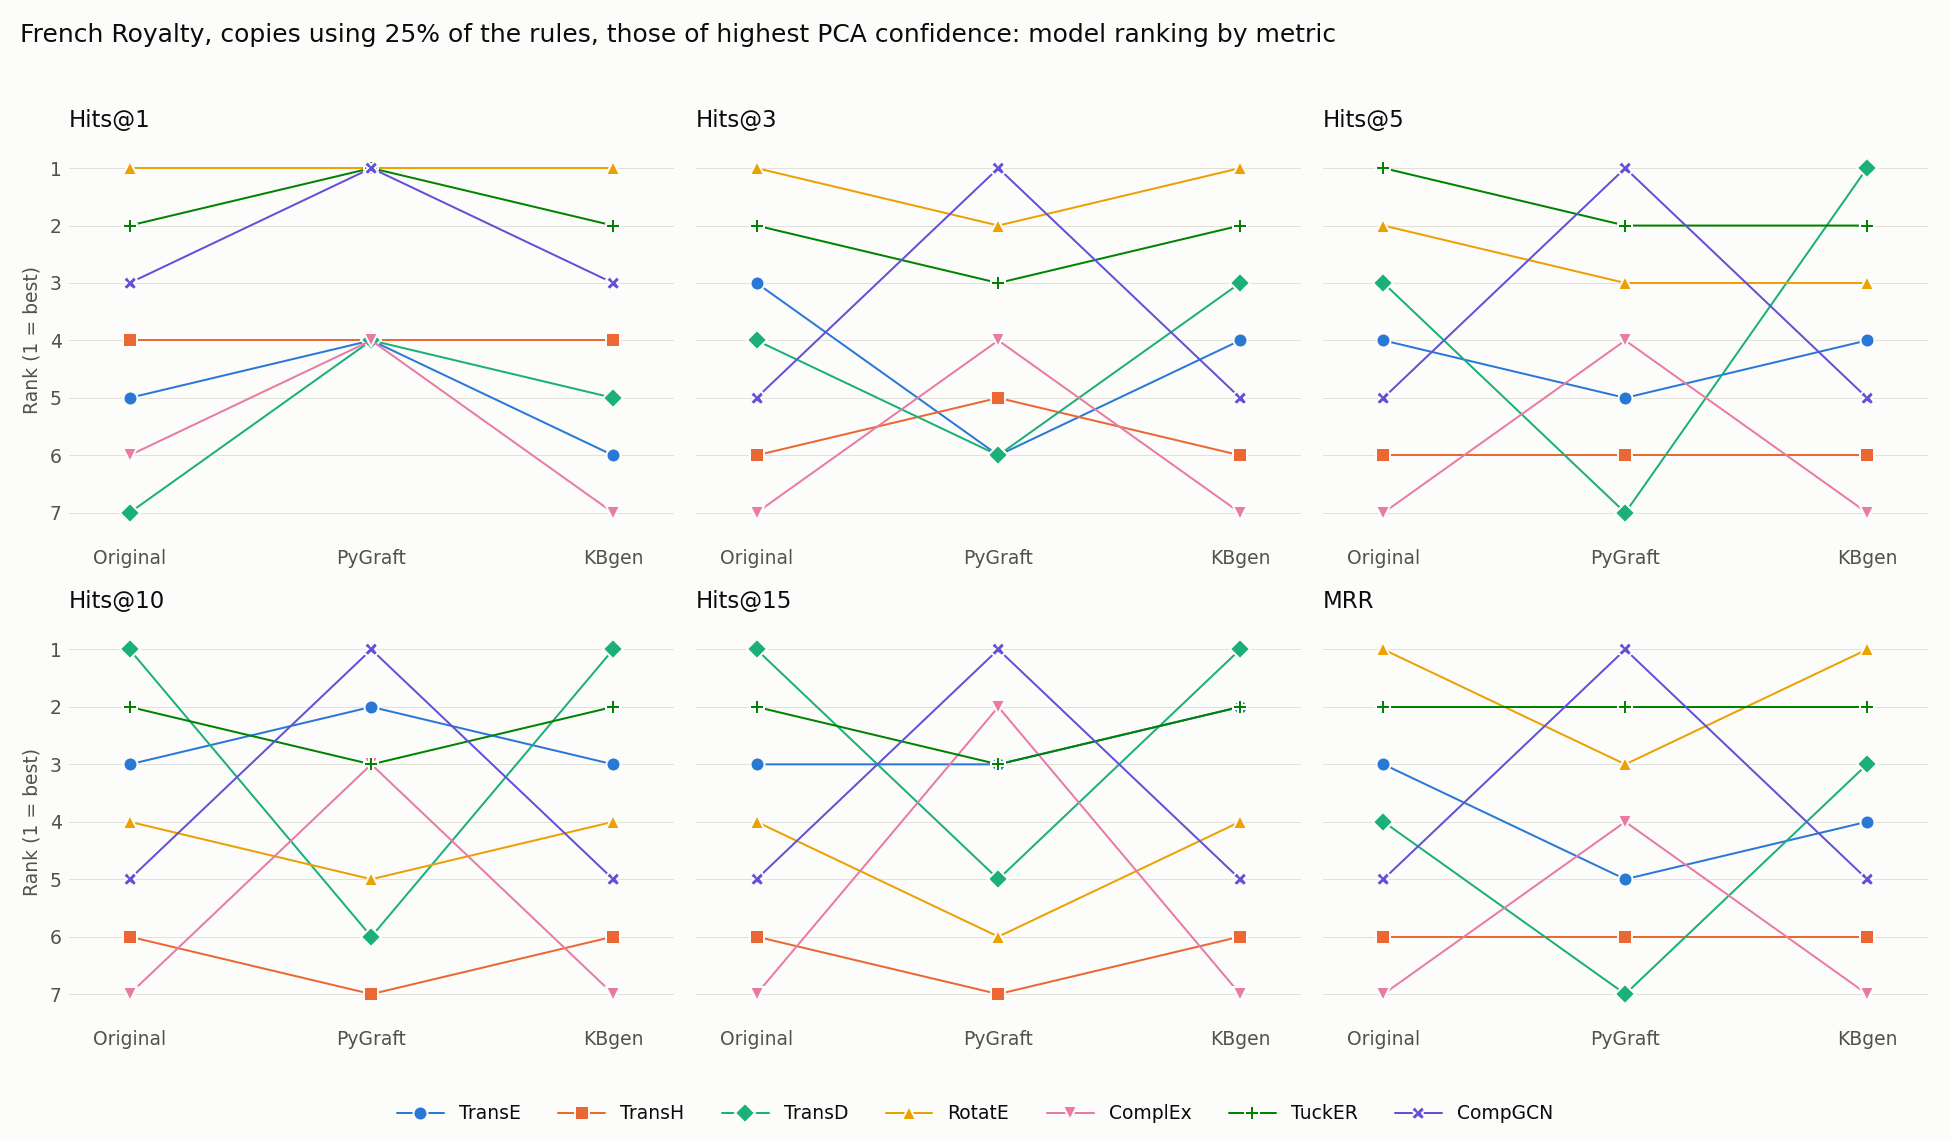 French Royalty, copies using 25% of the rules, those of highest PCA confidence: model ranking by metric
Hits@1
Hits@3
Hits@5
Rank (1 = best)
1
2
3
4
5
6
7
Original PyGraft KBgen
Original PyGraft KBgen
Original PyGraft KBgen
Hits@10
Hits@15
MRR
Rank (1 = best)
1
2
3
4
5
6
7
Original PyGraft KBgen
Original PyGraft KBgen
Original PyGraft KBgen
TransE TransH TransD RotatE ComplEx TuckER CompGCN